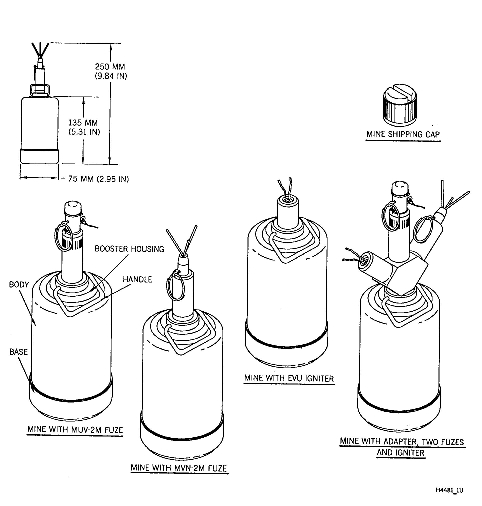 250 MM
(9.84 IN)
135 MM
(5.31 IN)
75 MM (2.95 IN)
MINE SHIPPING CAP
BOOSTER HOUSING
HANDLE
BODY
BASE
MINE WITH MUV-2M FUZE
MINE WITH MVN-2M FUZE
MINE WITH EVU IGNITER
MINE WITH ADAPTER, TWO FUZES
AND IGNITER